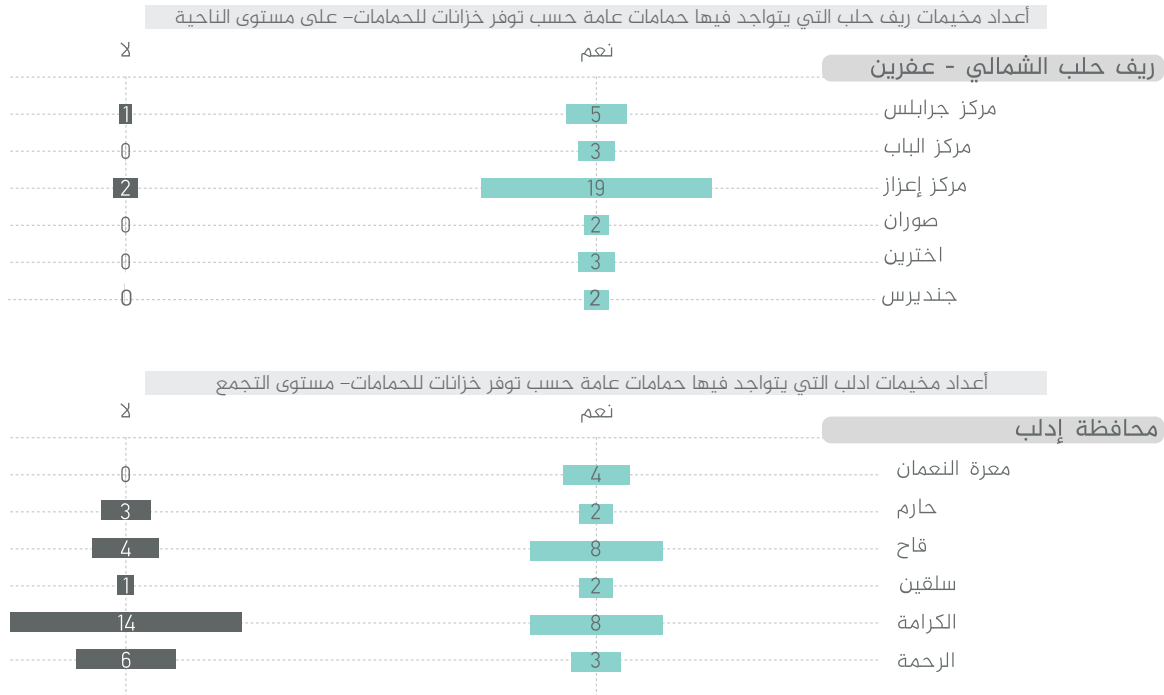 أعداد مخيمات ريف حلب التي يتواجد فيها حمامات عامة حسب توفر خزانات للحمامات– على مستوى الناحية
نعم لا
ريف حلب الشمالي - عفرين
مركز جرابلس 5 1
مركز الباب 3 0
مركز إعزاز 19 2
صوران 2 0
اخترين 3 0
جنديرس 2 0
أعداد مخيمات ادلب التي يتواجد فيها حمامات عامة حسب توفر خزانات للحمامات– مستوى التجمع
نعم لا
محافظة إدلب
معرة النعمان 4 0
حارم 2 3
قاح 8 4
سلقين 2 1
الكرامة 8 14
الرحمة 3 6